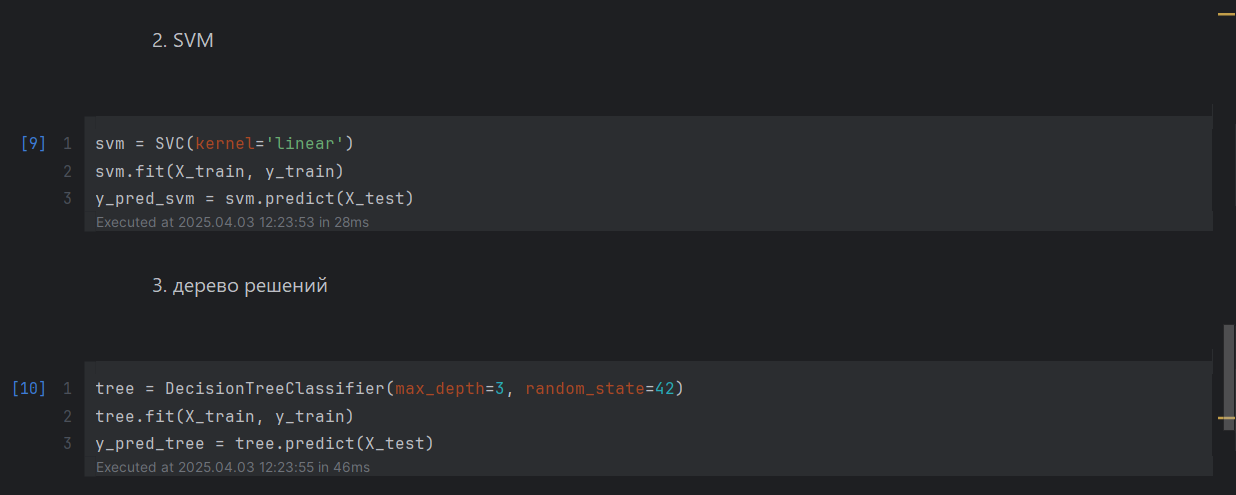 2. SVM
[9] 1 svm = SVC(kernel='linear')
2 svm.fit(X_train, y_train)
3 y_pred_svm = svm.predict(X_test)
Executed at 2025.04.03 12:23:53 in 28ms
3. дерево решений
[10] 1 tree = DecisionTreeClassifier(max_depth=3, random_state=42)
2 tree.fit(X_train, y_train)
3 y_pred_tree = tree.predict(X_test)
Executed at 2025.04.03 12:23:55 in 46ms